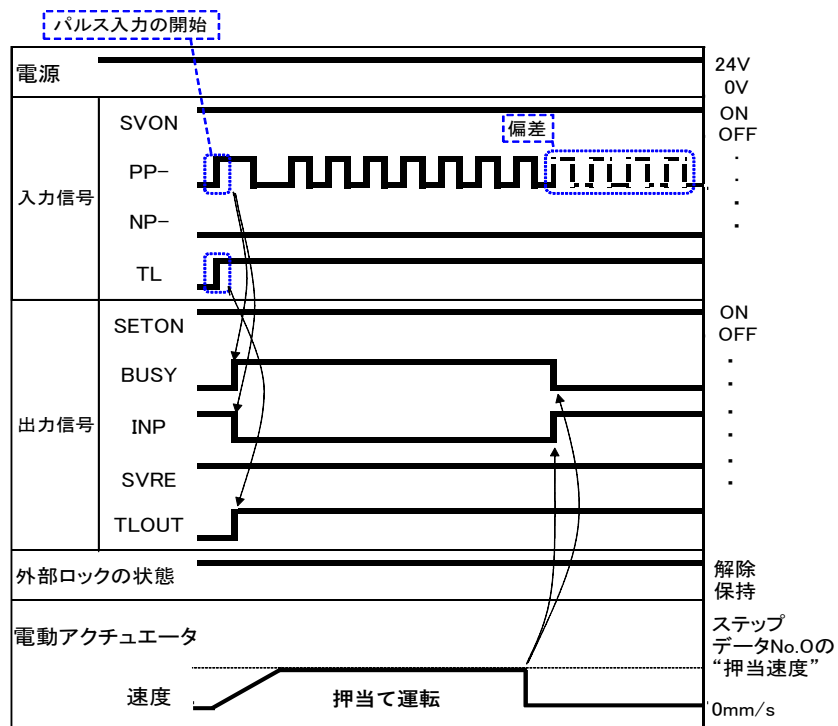 パルス入力の開始
電源
24V
0V
入力信号
SVON
ON
OFF
偏差
PP-
NP-
TL
出力信号
SETON
ON
OFF
BUSY
INP
SVRE
TLOUT
外部ロックの状態
解除
保持
電動アクチュエータ
ステップ
データNo.Oの
“押当速度”
速度
押当て運転
0mm/s